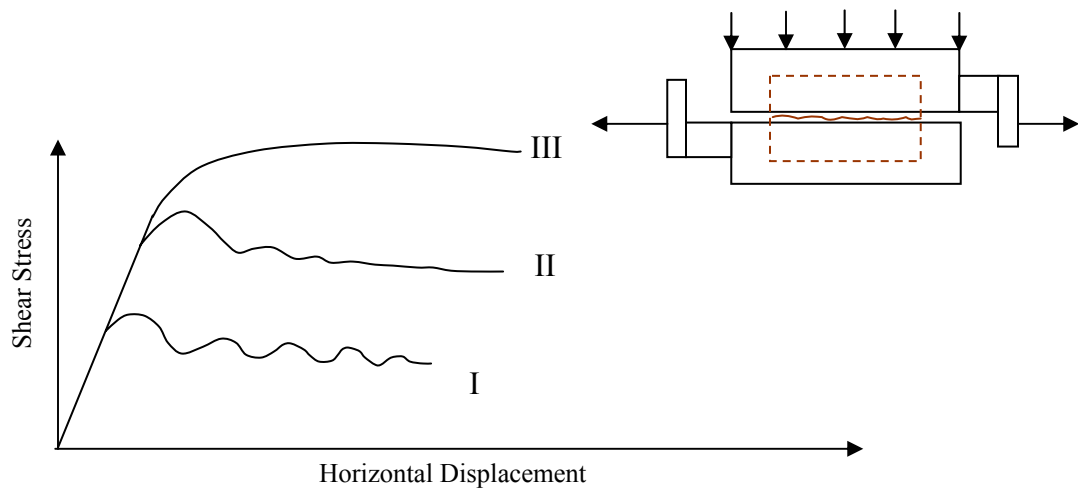 III
II
I
Shear Stress
Horizontal Displacement